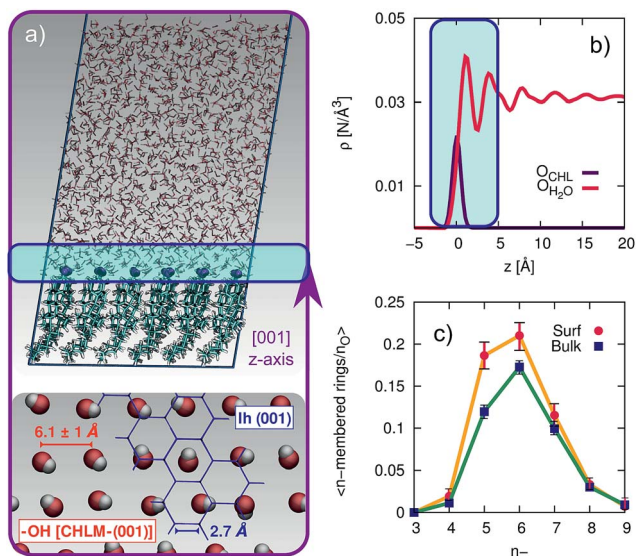 a)
[001]
z-axis
6.1 ± 1 Å
Ih (001)
-OH [CHLM-(001)]
2.7 Å
b)
ρ [N/Å³]
0.05
0.03
0.01
O_CHL
O_H₂O
-5 0 5 10 15 20
z [Å]
c)
<n-membered rings/n_O>
0.25
0.2
0.15
0.1
0.05
0
Surf
Bulk
3 4 5 6 7 8 9
n-